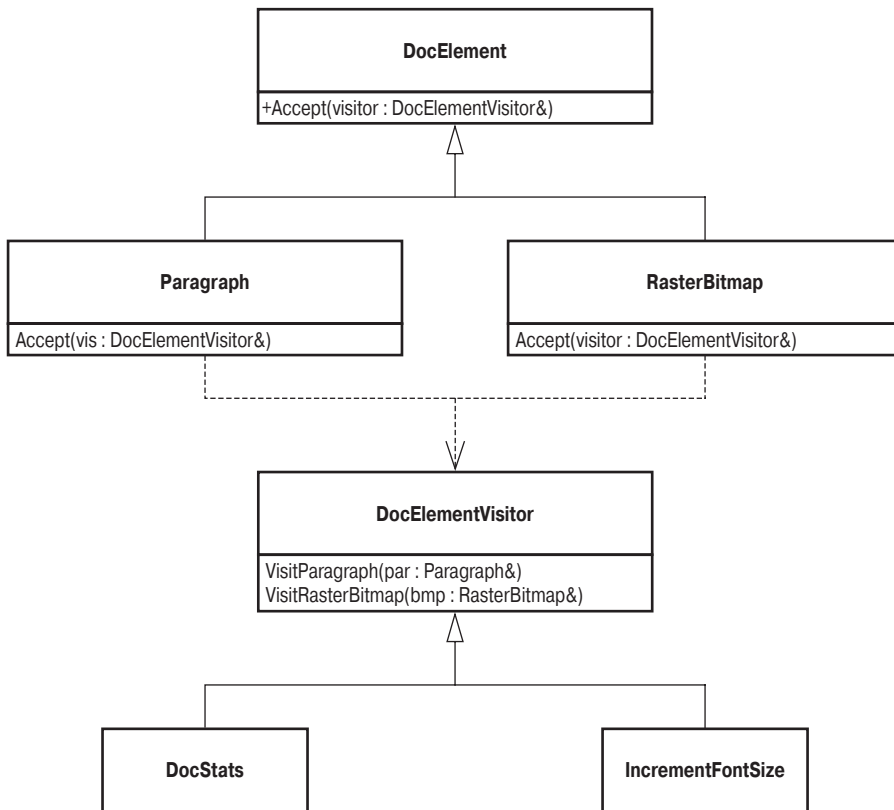 DocElement
+Accept(visitor : DocElementVisitor&)
Paragraph
Accept(vis : DocElementVisitor&)
RasterBitmap
Accept(visitor : DocElementVisitor&)
DocElementVisitor
VisitParagraph(par : Paragraph&)
VisitRasterBitmap(bmp : RasterBitmap&)
DocStats
IncrementFontSize